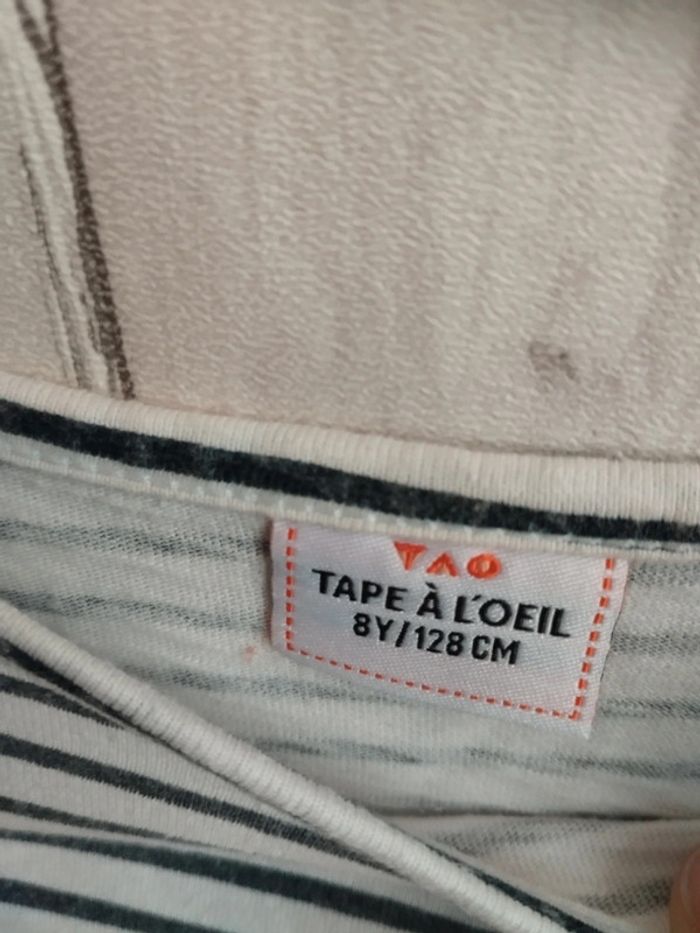 TAO
TAPE À L'OEIL
8Y/128 CM